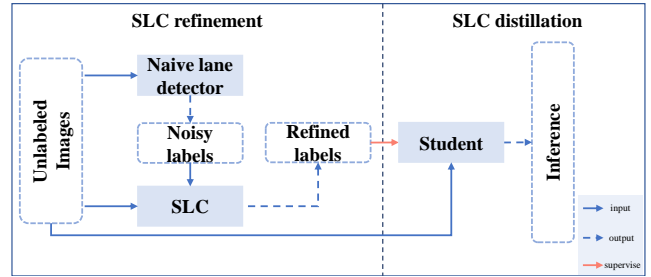 SLC refinement
SLC distillation
Unlabeled
Images
Naive lane
detector
Noisy
labels
SLC
Refined
labels
Student
Inference
input
output
supervise